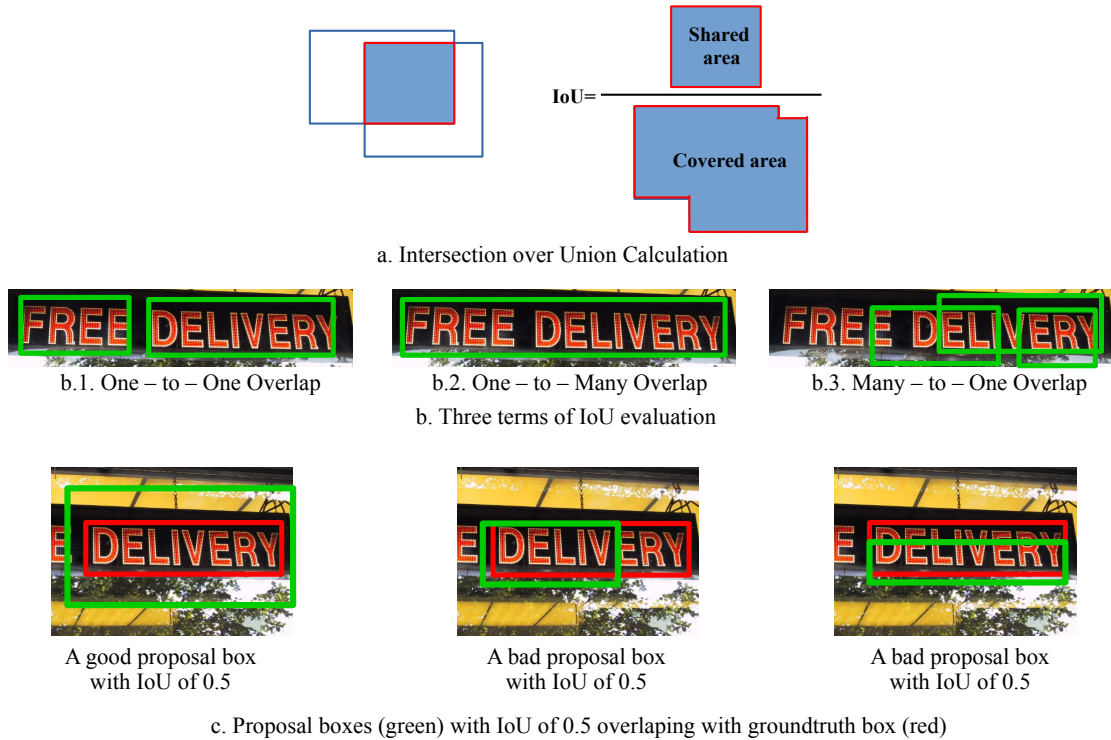 Shared
area
IoU=
Covered area
a. Intersection over Union Calculation
FREE DELIVERY
FREE DELIVERY
FREE DELIVERY
b.1. One – to – One Overlap
b.2. One – to – Many Overlap
b.3. Many – to – One Overlap
b. Three terms of IoU evaluation
E DELIVERY
E DELIVERY
E DELIVERY
A good proposal box
with IoU of 0.5
A bad proposal box
with IoU of 0.5
A bad proposal box
with IoU of 0.5
c. Proposal boxes (green) with IoU of 0.5 overlaping with groundtruth box (red)